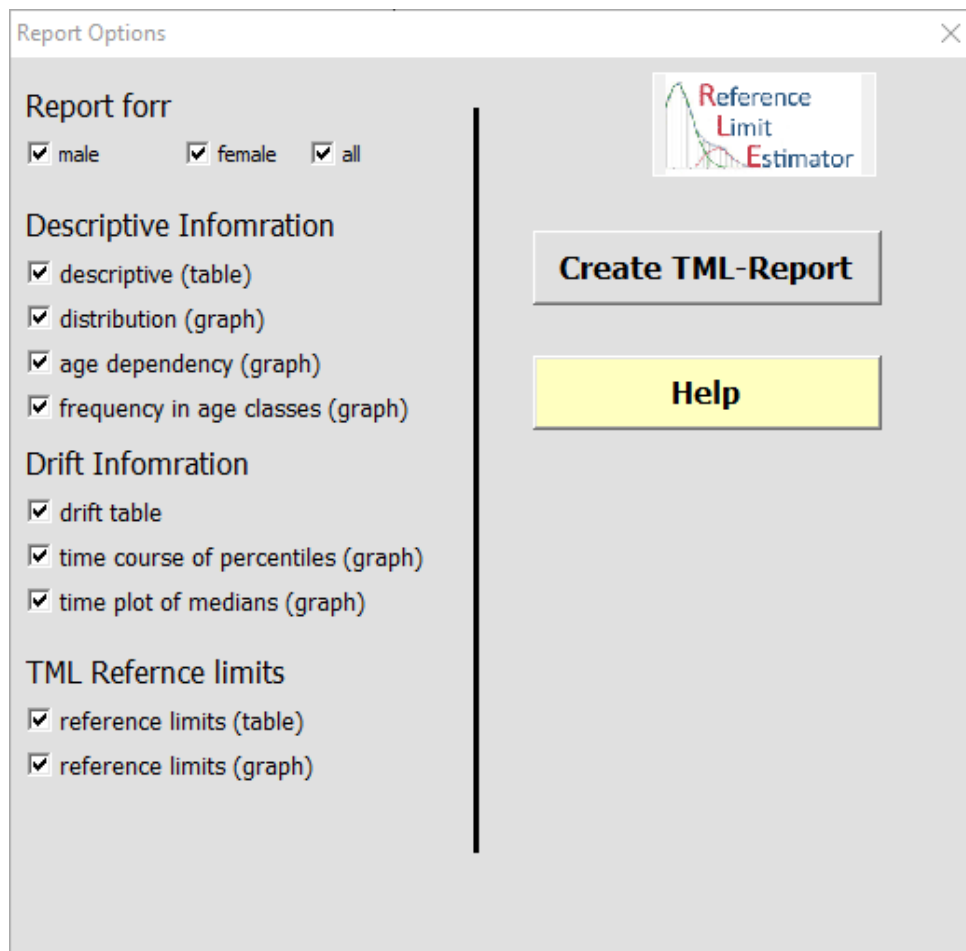 Report Options
Report forr
male female all
Descriptive Infomration
descriptive (table)
distribution (graph)
age dependency (graph)
frequency in age classes (graph)
Drift Infomration
drift table
time course of percentiles (graph)
time plot of medians (graph)
TML Refernce limits
reference limits (table)
reference limits (graph)
Reference
Limit
Estimator
Create TML-Report
Help